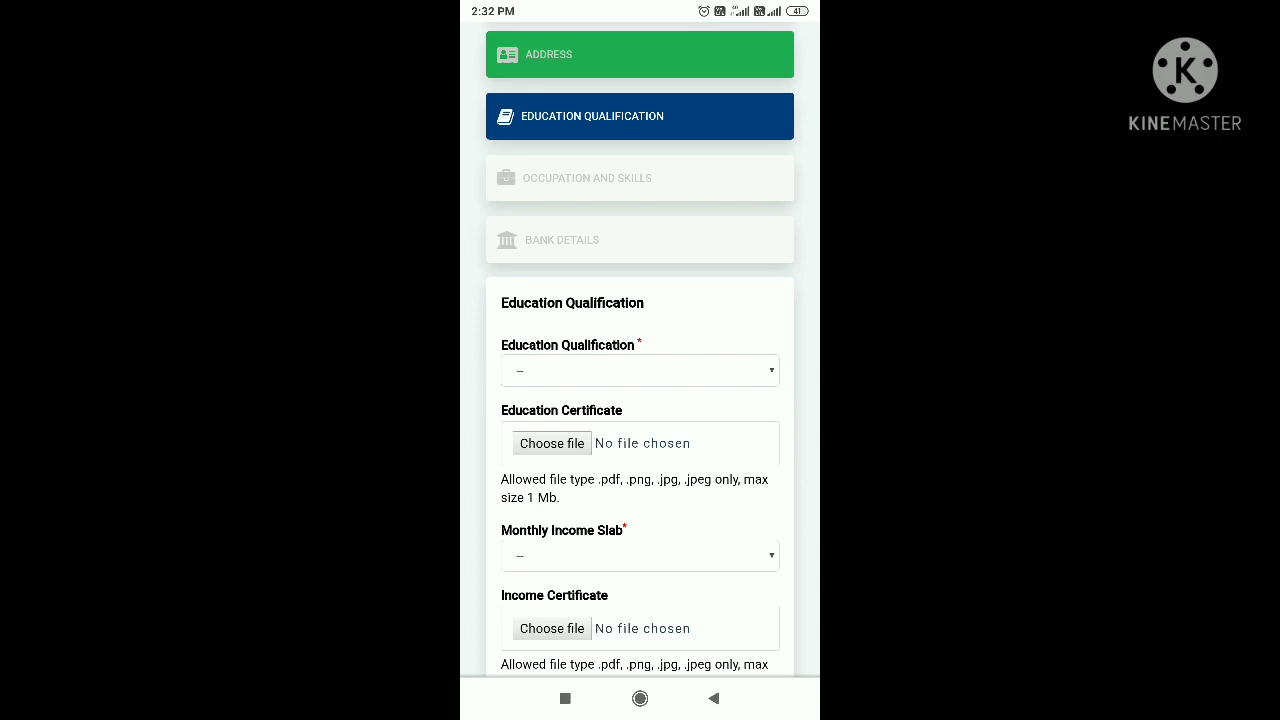 2:32 PM
4G
41
ADDRESS
EDUCATION QUALIFICATION
OCCUPATION AND SKILLS
BANK DETAILS
Education Qualification
Education Qualification *
--
Education Certificate
Choose file No file chosen
Allowed file type .pdf, .png, .jpg, .jpeg only, max
size 1 Mb.
Monthly Income Slab*
--
Income Certificate
Choose file No file chosen
Allowed file type .pdf, .png, .jpg, .jpeg only, max
K
KINEMASTER